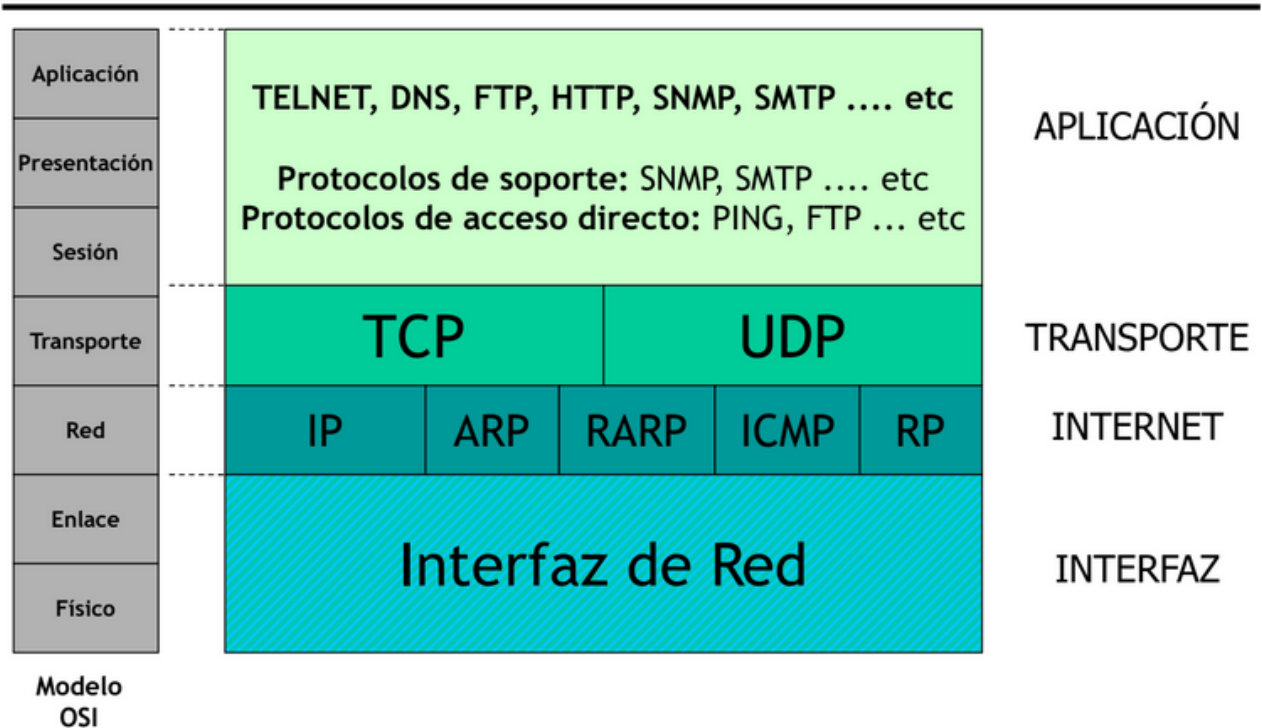 Aplicación
Presentación
Sesión
Transporte
Red
Enlace
Físico
Modelo
OSI
TELNET, DNS, FTP, HTTP, SNMP, SMTP .... etc
Protocolos de soporte: SNMP, SMTP .... etc
Protocolos de acceso directo: PING, FTP ... etc
TCP
UDP
IP
ARP
RARP
ICMP
RP
Interfaz de Red
APLICACIÓN
TRANSPORTE
INTERNET
INTERFAZ